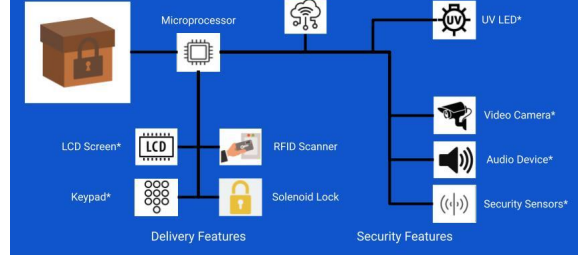 Microprocessor
UV
UV LED*
Video Camera*
LCD Screen*
LCD
RFID Scanner
Audio Device*
Keypad*
Solenoid Lock
Security Sensors*
Delivery Features
Security Features